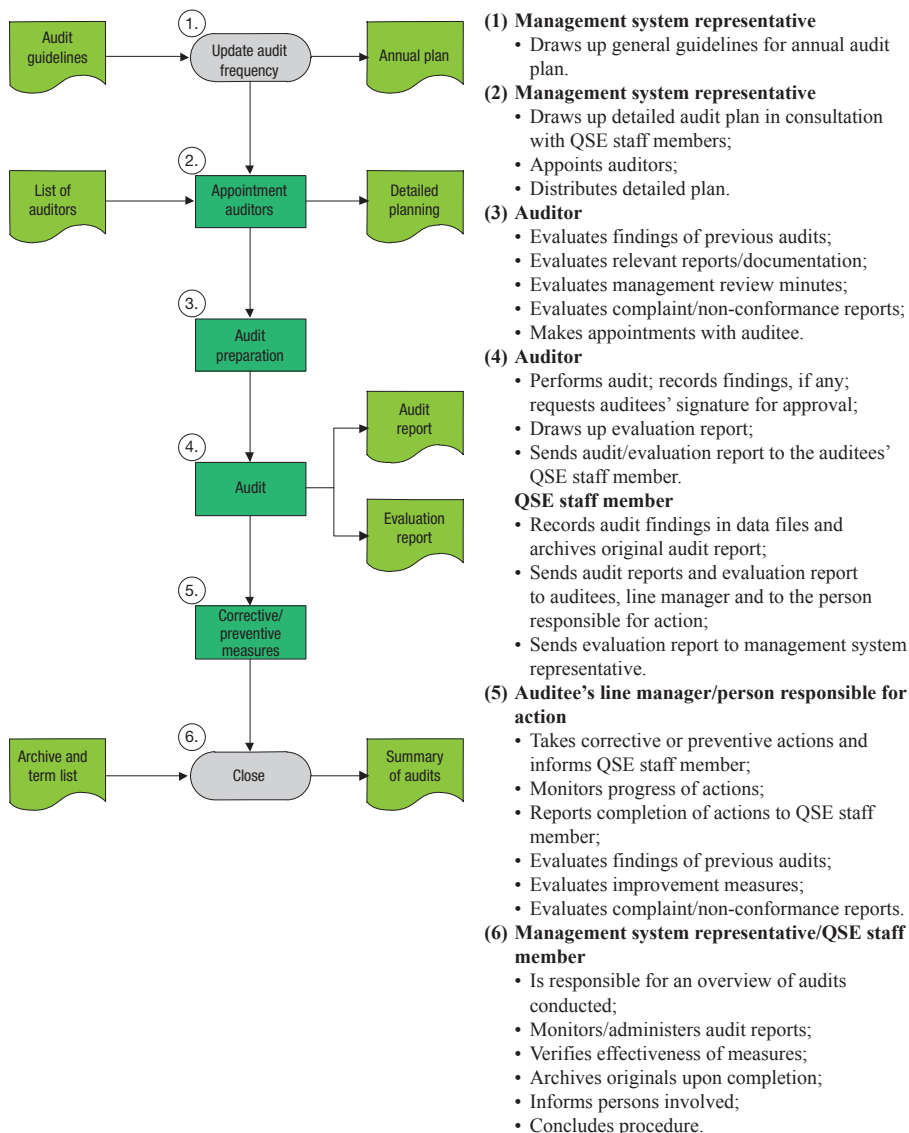 1.
Audit
guidelines
Update audit
frequency
Annual plan
2.
List of
auditors
Appointment
auditors
Detailed
planning
3.
Audit
preparation
Audit
report
4.
Audit
Evaluation
report
5.
Corrective/
preventive
measures
6.
Archive and
term list
Close
Summary
of audits
(1) Management system representative
• Draws up general guidelines for annual audit
plan.
(2) Management system representative
• Draws up detailed audit plan in consultation
with QSE staff members;
• Appoints auditors;
• Distributes detailed plan.
(3) Auditor
• Evaluates findings of previous audits;
• Evaluates relevant reports/documentation;
• Evaluates management review minutes;
• Evaluates complaint/non-conformance reports;
• Makes appointments with auditee.
(4) Auditor
• Performs audit; records findings, if any;
requests auditees’ signature for approval;
• Draws up evaluation report;
• Sends audit/evaluation report to the auditees’
QSE staff member.
QSE staff member
• Records audit findings in data files and
archives original audit report;
• Sends audit reports and evaluation report
to auditees, line manager and to the person
responsible for action;
• Sends evaluation report to management system
representative.
(5) Auditee’s line manager/person responsible for
action
• Takes corrective or preventive actions and
informs QSE staff member;
• Monitors progress of actions;
• Reports completion of actions to QSE staff
member;
• Evaluates findings of previous audits;
• Evaluates improvement measures;
• Evaluates complaint/non-conformance reports.
(6) Management system representative/QSE staff
member
• Is responsible for an overview of audits
conducted;
• Monitors/administers audit reports;
• Verifies effectiveness of measures;
• Archives originals upon completion;
• Informs persons involved;
• Concludes procedure.